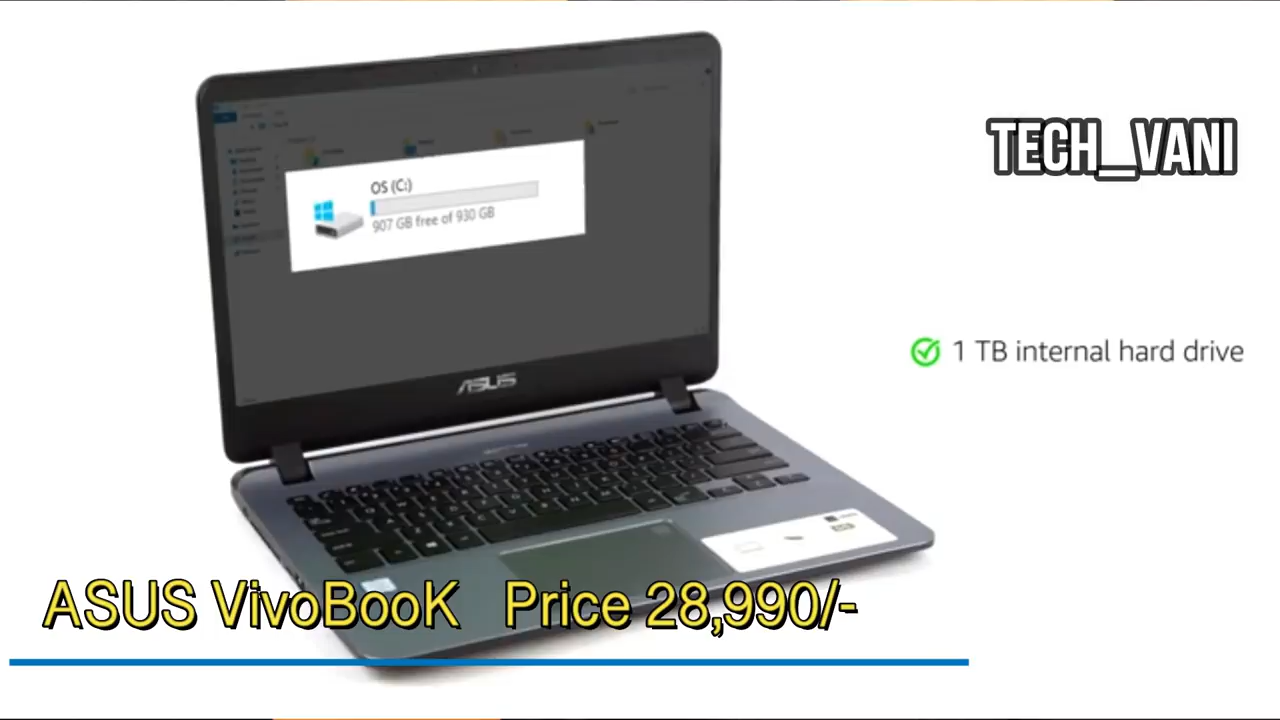 TECH_VANI
OS (C:)
907 GB free of 930 GB
1 TB internal hard drive
ASUS
ASUS VivoBooK Price 28,990/-